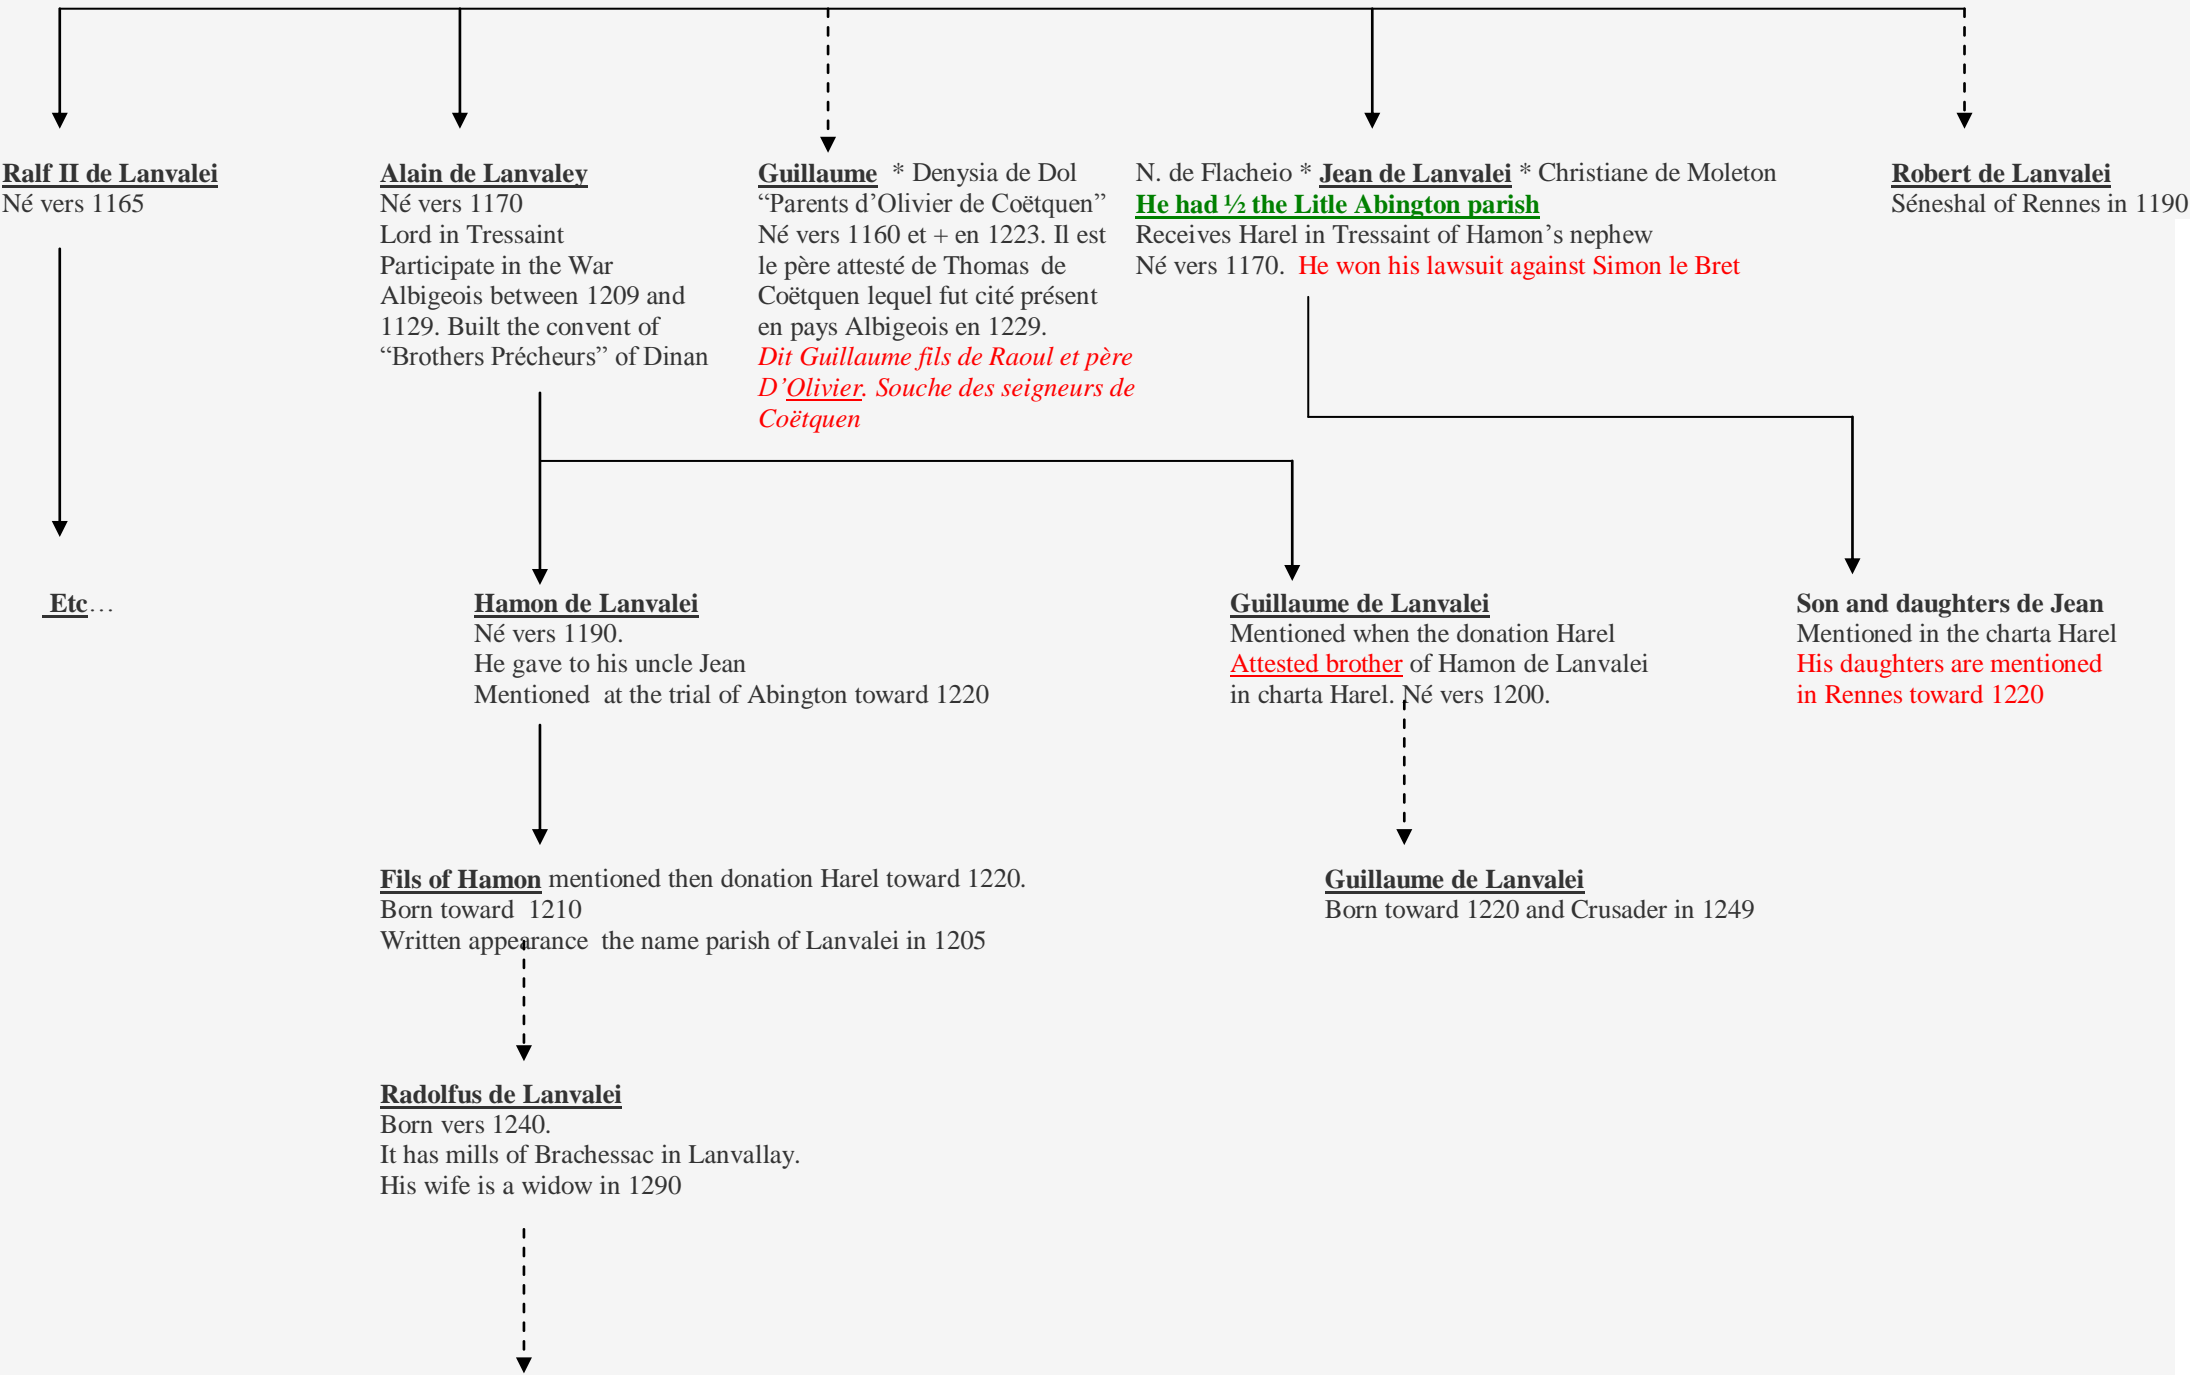 Ralf II de Lanvalei
Né vers 1165
Alain de Lanvaley
Né vers 1170
Lord in Tressaint
Participate in the War
Albigeois between 1209 and
1129. Built the convent of
“Brothers Précheurs” of Dinan
Guillaume * Denysia de Dol
“Parents d’Olivier de Coëtquen”
Né vers 1160 et + en 1223. Il est
le père attesté de Thomas de
Coëtquen lequel fut cité présent
en pays Albigeois en 1229.
Dit Guillaume fils de Raoul et père
D’Olivier. Souche des seigneurs de
Coëtquen
N. de Flacheio * Jean de Lanvalei * Christiane de Moleton
He had ½ the Litle Abington parish
Receives Harel in Tressaint of Hamon’s nephew
Né vers 1170. He won his lawsuit against Simon le Bret
Robert de Lanvalei
Séneshal of Rennes in 1190
Etc…
Hamon de Lanvalei
Né vers 1190.
He gave to his uncle Jean
Mentioned at the trial of Abington toward 1220
Guillaume de Lanvalei
Mentioned when the donation Harel
Attested brother of Hamon de Lanvalei
in charta Harel. Né vers 1200.
Son and daughters de Jean
Mentioned in the charta Harel
His daughters are mentioned
in Rennes toward 1220
Fils of Hamon mentioned then donation Harel toward 1220.
Born toward 1210
Written appearance the name parish of Lanvalei in 1205
Guillaume de Lanvalei
Born toward 1220 and Crusader in 1249
Radolfus de Lanvalei
Born vers 1240.
It has mills of Brachessac in Lanvallay.
His wife is a widow in 1290